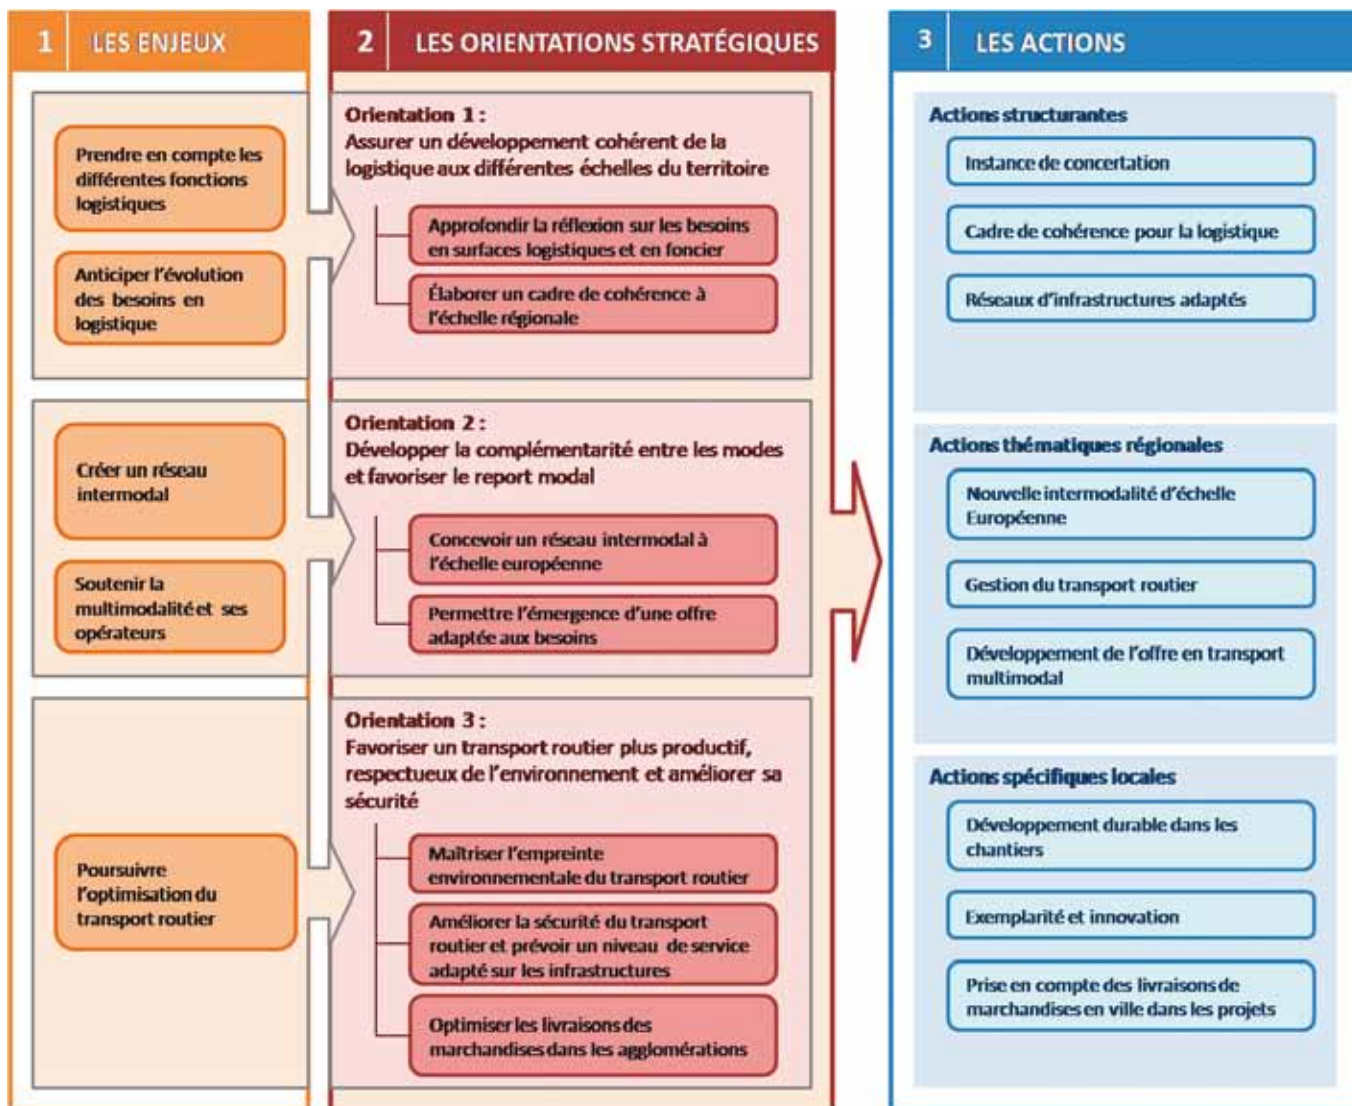 1 LES ENJEUX
Prendre en compte les
différentes fonctions
logistiques
Anticiper l'évolution
des besoins en
logistique
Créer un réseau
intermodal
Soutenir la
multimodalité et ses
opérateurs
Poursuivre
l'optimisation du
transport routier
2 LES ORIENTATIONS STRATÉGIQUES
Orientation 1 :
Assurer un développement cohérent de la
logistique aux différentes échelles du territoire
Approfondir la réflexion sur les besoins
en surfaces logistiques et en foncier
Élaborer un cadre de cohérence à
l'échelle régionale
Orientation 2 :
Développer la complémentarité entre les modes
et favoriser le report modal
Concevoir un réseau intermodal à
l'échelle européenne
Permettre l'émergence d'une offre
adaptée aux besoins
Orientation 3 :
Favoriser un transport routier plus productif,
respectueux de l'environnement et améliorer sa
sécurité
Maîtriser l'empreinte
environnementale du transport routier
Améliorer la sécurité du transport
routier et prévoir un niveau de service
adapté sur les infrastructures
Optimiser les livraisons des
marchandises dans les agglomérations
3 LES ACTIONS
Actions structurantes
Instance de concertation
Cadre de cohérence pour la logistique
Réseaux d'infrastructures adaptés
Actions thématiques régionales
Nouvelle intermodalité d'échelle
Européenne
Gestion du transport routier
Développement de l'offre en transport
multimodal
Actions spécifiques locales
Développement durable dans les
chantiers
Exemplarité et innovation
Prise en compte des livraisons de
marchandises en ville dans les projets